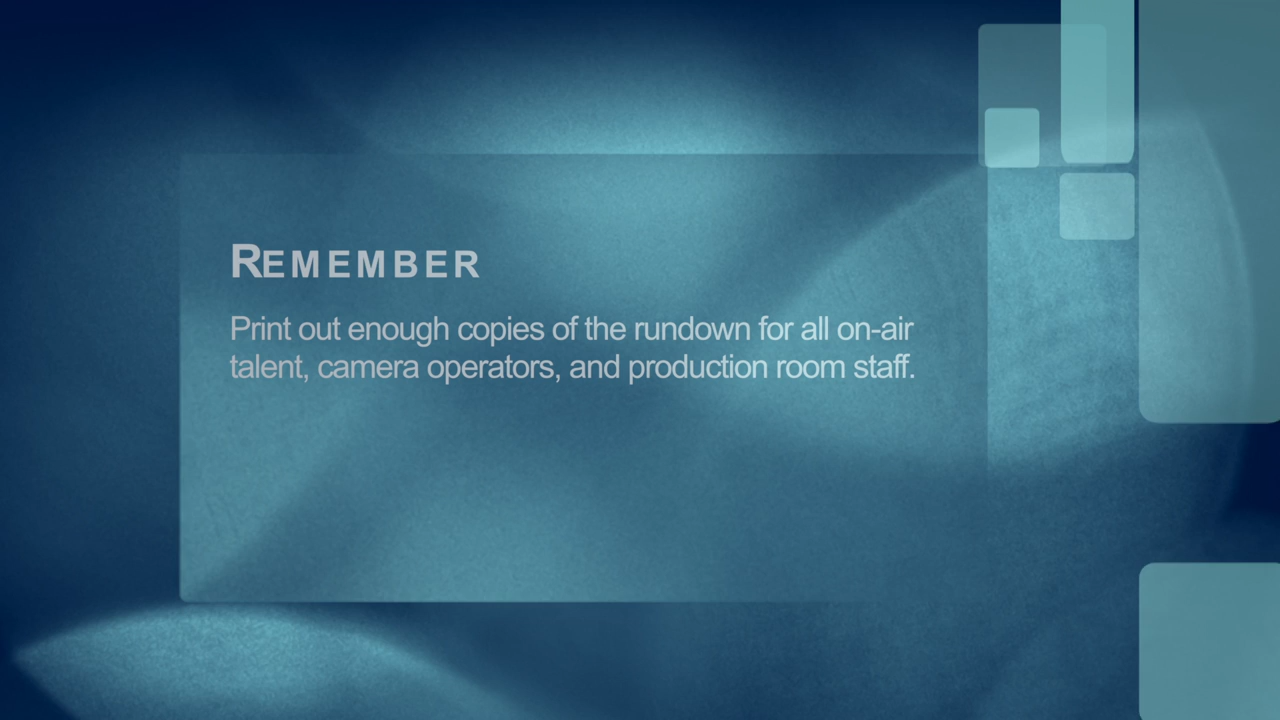 REMEMBER
Print out enough copies of the rundown for all on-air
talent, camera operators, and production room staff.